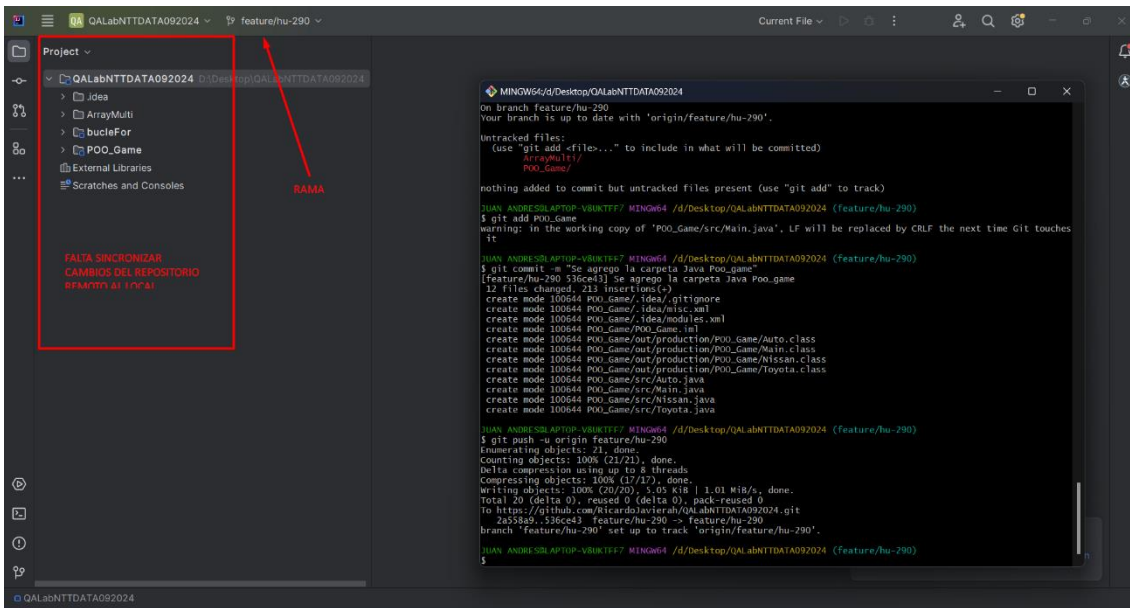 QA QALabNTTDATA092024 feature/hu-290 Current File
Project
QALabNTTDATA092024 D:\Desktop\QALabNTTDATA092024
.idea
ArrayMulti
bucleFor
POO_Game
External Libraries
Scratches and Consoles
RAMA
FALTA SINCRONIZAR
CAMBIOS DEL REPOSITORIO
REMOTO AL LOCAL
MINGW64:/d/Desktop/QALabNTTDATA092024
On branch feature/hu-290
Your branch is up to date with 'origin/feature/hu-290'.
Untracked files:
(use "git add <file>..." to include in what will be committed)
ArrayMulti/
POO_Game/
nothing added to commit but untracked files present (use "git add" to track)
JUAN ANDRES@LAPTOP-V8UKTFF7 MINGW64 /d/Desktop/QALabNTTDATA092024 (feature/hu-290)
$ git add POO_Game
warning: in the working copy of 'POO_Game/src/Main.java', LF will be replaced by CRLF the next time Git touches
it
JUAN ANDRES@LAPTOP-V8UKTFF7 MINGW64 /d/Desktop/QALabNTTDATA092024 (feature/hu-290)
$ git commit -m "Se agrego la carpeta Java Poo_game"
[feature/hu-290 536ce43] Se agrego la carpeta Java Poo_game
12 files changed, 213 insertions(+)
create mode 100644 POO_Game/.idea/.gitignore
create mode 100644 POO_Game/.idea/misc.xml
create mode 100644 POO_Game/.idea/modules.xml
create mode 100644 POO_Game/POO_Game.iml
create mode 100644 POO_Game/out/production/POO_Game/Auto.class
create mode 100644 POO_Game/out/production/POO_Game/Main.class
create mode 100644 POO_Game/out/production/POO_Game/Nissan.class
create mode 100644 POO_Game/out/production/POO_Game/Toyota.class
create mode 100644 POO_Game/src/Auto.java
create mode 100644 POO_Game/src/Main.java
create mode 100644 POO_Game/src/Nissan.java
create mode 100644 POO_Game/src/Toyota.java
JUAN ANDRES@LAPTOP-V8UKTFF7 MINGW64 /d/Desktop/QALabNTTDATA092024 (feature/hu-290)
$ git push -u origin feature/hu-290
Enumerating objects: 21, done.
Counting objects: 100% (21/21), done.
Delta compression using up to 8 threads
Compressing objects: 100% (17/17), done.
Writing objects: 100% (20/20), 5.05 KiB | 1.01 MiB/s, done.
Total 20 (delta 0), reused 0 (delta 0), pack-reused 0
To https://github.com/RicardoJavierah/QALabNTTDATA092024.git
2a558a9..536ce43 feature/hu-290 -> feature/hu-290
branch 'feature/hu-290' set up to track 'origin/feature/hu-290'.
JUAN ANDRES@LAPTOP-V8UKTFF7 MINGW64 /d/Desktop/QALabNTTDATA092024 (feature/hu-290)
$
QALabNTTDATA092024